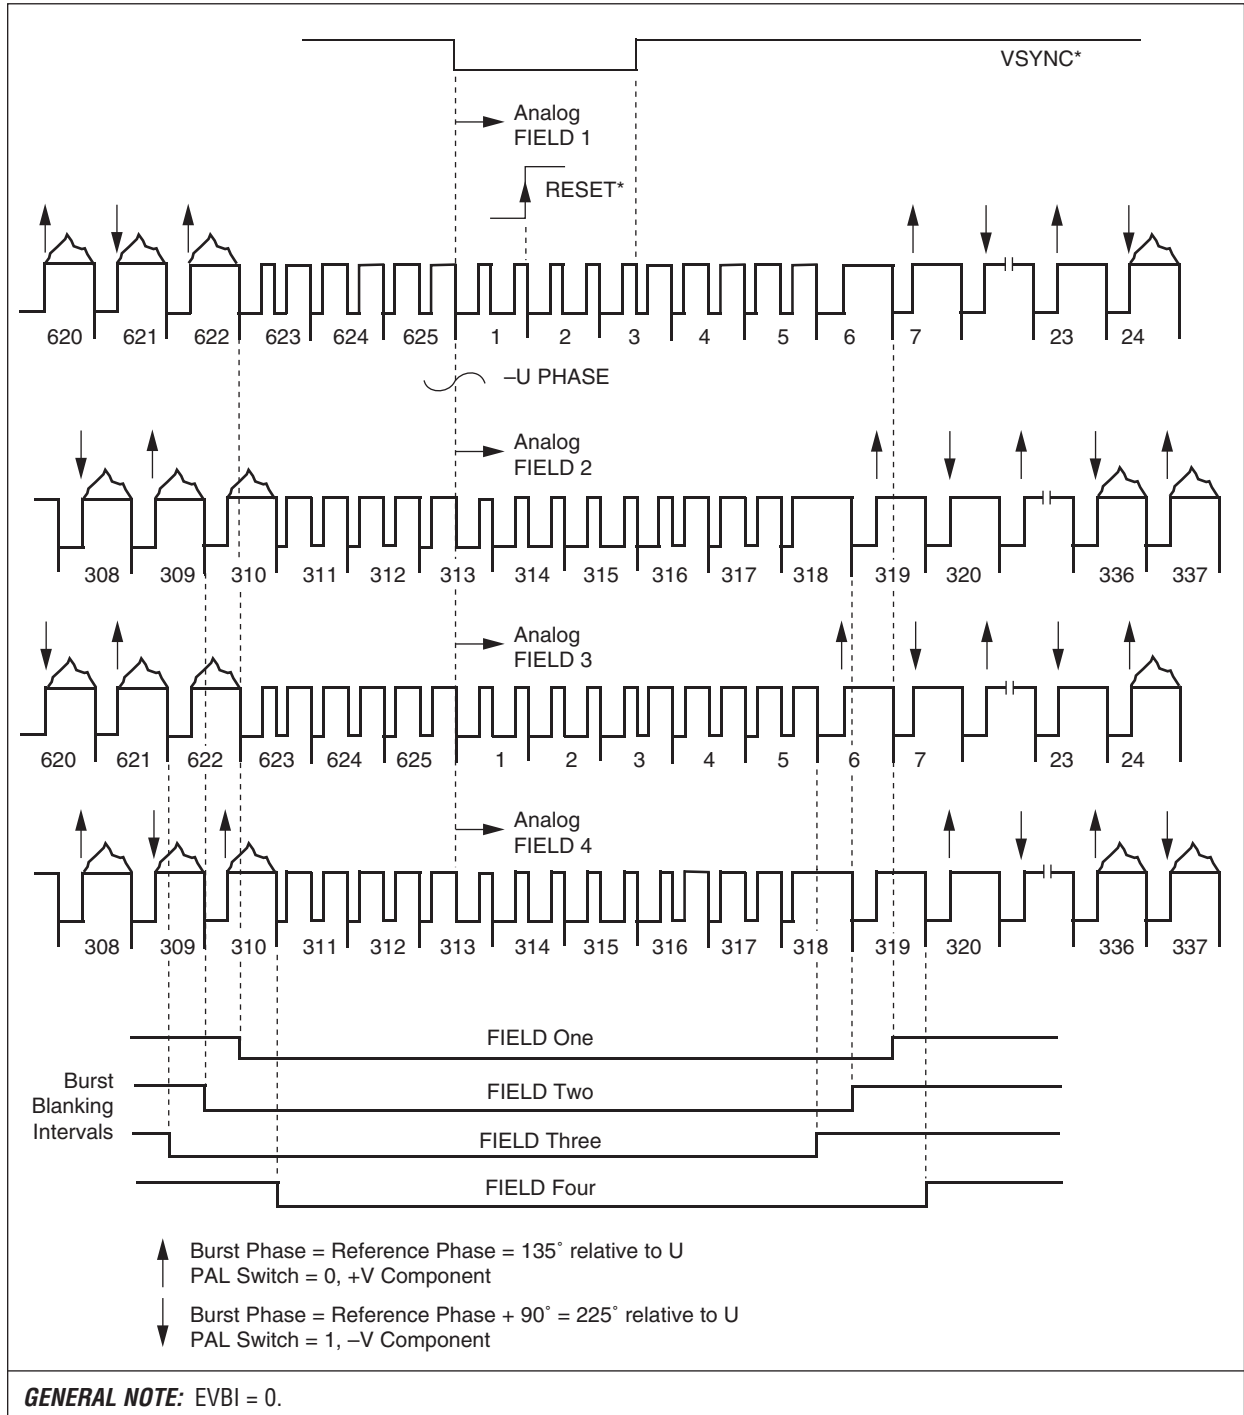 VSYNC*
Analog
FIELD 1
RESET*
620 621 622 623 624 625 1 2 3 4 5 6 7 23 24
–U PHASE
Analog
FIELD 2
308 309 310 311 312 313 314 315 316 317 318 319 320 336 337
Analog
FIELD 3
620 621 622 623 624 625 1 2 3 4 5 6 7 23 24
Analog
FIELD 4
308 309 310 311 312 313 314 315 316 317 318 319 320 336 337
FIELD One
Burst
Blanking
Intervals
FIELD Two
FIELD Three
FIELD Four
Burst Phase = Reference Phase = 135° relative to U
PAL Switch = 0, +V Component
Burst Phase = Reference Phase + 90° = 225° relative to U
PAL Switch = 1, –V Component
GENERAL NOTE: EVBI = 0.